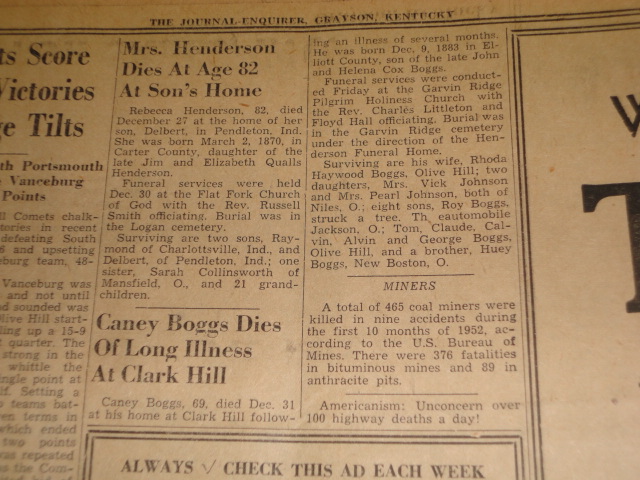 THE JOURNAL-ENQUIRER, GRAYSON, KENTUCKY
ts Score
Victories
ge Tilts
th Portsmouth
Vanceburg
Points
ll Comets chalk-
tories in recent
defeating South
6 and upsetting
eburg team, 48-
Vanceburg was
and not until
d sounded was
live Hill start-
ling up a 15-9
quarter. The
strong in the
whittle the
ingle point at
lf. Setting a
teams bat-
en terms in
which ended
two points
was repeated
s the Com-
Mrs. Henderson
Dies At Age 82
At Son's Home
Rebecca Henderson, 82, died
December 27 at the home of her
son, Delbert, in Pendleton, Ind.
She was born March 2, 1870, in
Carter County, daughter of the
late Jim and Elizabeth Qualls
Henderson.
Funeral services were held
Dec. 30 at the Flat Fork Church
of God with the Rev. Russell
Smith officiating. Burial was in
the Logan cemetery.
Surviving are two sons, Ray-
mond of Charlottsville, Ind., and
Delbert, of Pendleton, Ind.; one
sister, Sarah Collinsworth of
Mansfield, O., and 21 grand-
children.
Caney Boggs Dies
Of Long Illness
At Clark Hill
Caney Boggs, 69, died Dec. 31
at his home at Clark Hill follow-
ing an illness of several months.
He was born Dec. 9, 1883 in El-
liott County, son of the late John
and Helena Cox Boggs.
Funeral services were conduct-
ed Friday at the Garvin Ridge
Pilgrim Holiness Church with
the Rev. Charles Littleton and
Floyd Hall officiating. Burial was
in the Garvin Ridge cemetery
under the direction of the Hen-
derson Funeral Home.
Surviving are his wife, Rhoda
Haywood Boggs, Olive Hill; two
daughters, Mrs. Vick Johnson
and Mrs. Pearl Johnson, both of
Niles, O.; eight sons, Roy Boggs,
struck a tree. Th eautomobile
Jackson, O.; Tom, Claude, Cal-
vin, Alvin and George Boggs,
Olive Hill, and a brother, Huey
Boggs, New Boston, O.
MINERS
A total of 465 coal miners were
killed in nine accidents during
the first 10 months of 1952, ac-
cording to the U.S. Bureau of
Mines. There were 376 fatalities
in bituminous mines and 89 in
anthracite pits.
Americanism: Unconcern over
100 highway deaths a day!
ALWAYS √ CHECK THIS AD EACH WEEK